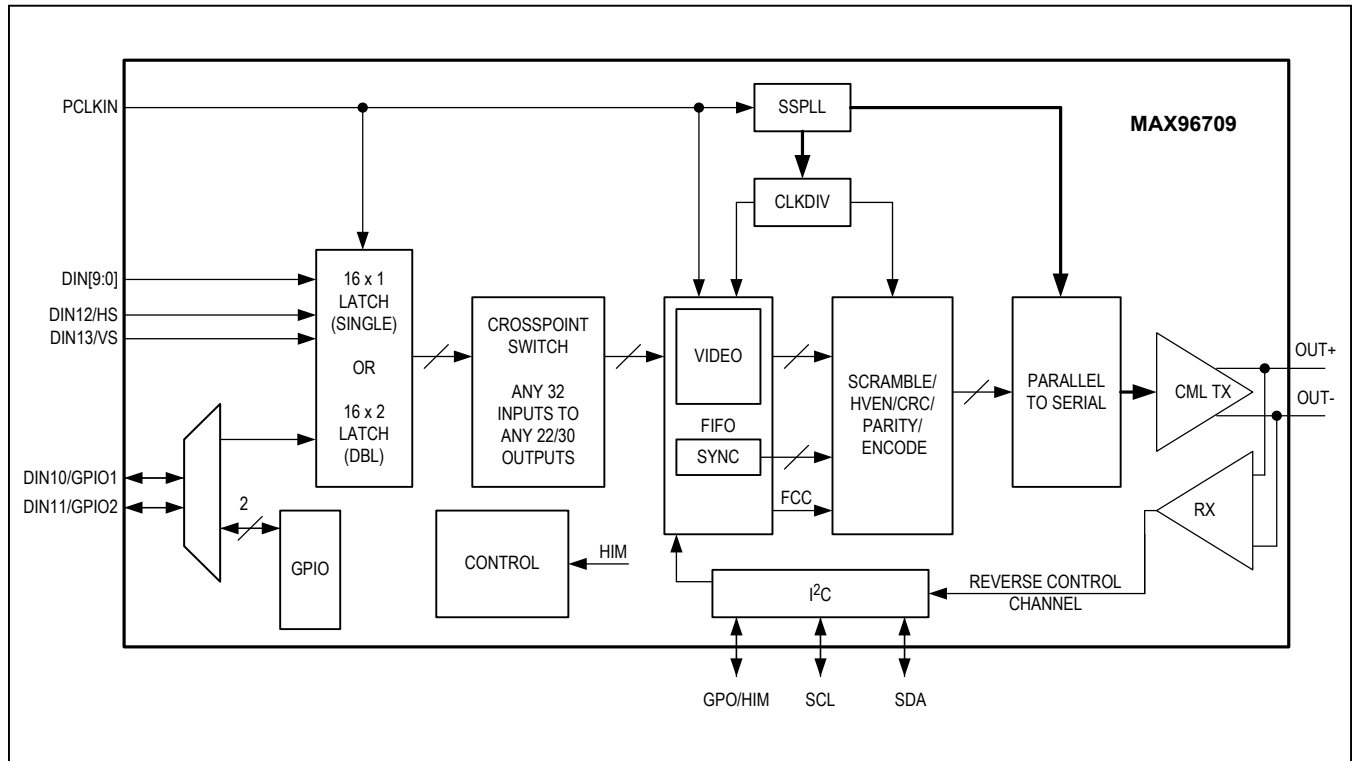 PCLKIN
SSPLL
MAX96709
CLKDIV
DIN[9:0]
DIN12/HS
DIN13/VS
16 x 1
LATCH
(SINGLE)
OR
16 x 2
LATCH
(DBL)
CROSSPOINT
SWITCH
ANY 32
INPUTS TO
ANY 22/30
OUTPUTS
VIDEO
FIFO
SYNC
FCC
SCRAMBLE/
HVEN/CRC/
PARITY/
ENCODE
PARALLEL
TO SERIAL
CML TX
OUT+
OUT-
RX
DIN10/GPIO1
DIN11/GPIO2
2
GPIO
CONTROL
HIM
I2C
REVERSE CONTROL
CHANNEL
GPO/HIM
SCL
SDA